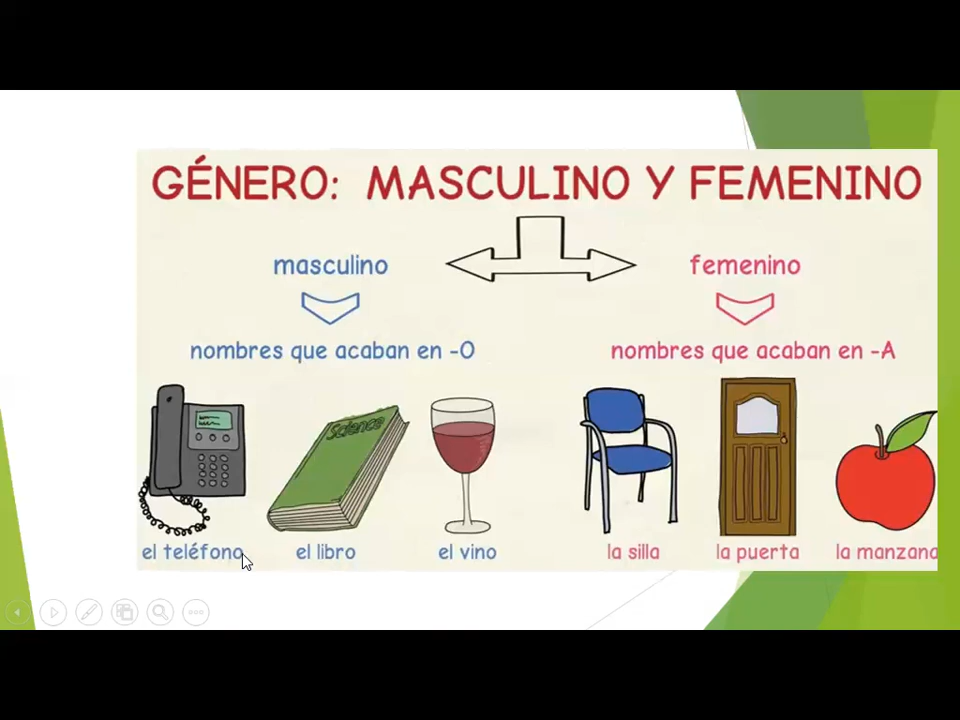 GÉNERO: MASCULINO Y FEMENINO
masculino
femenino
nombres que acaban en -O
nombres que acaban en -A
Science
el teléfono
el libro
el vino
la silla
la puerta
la manzana